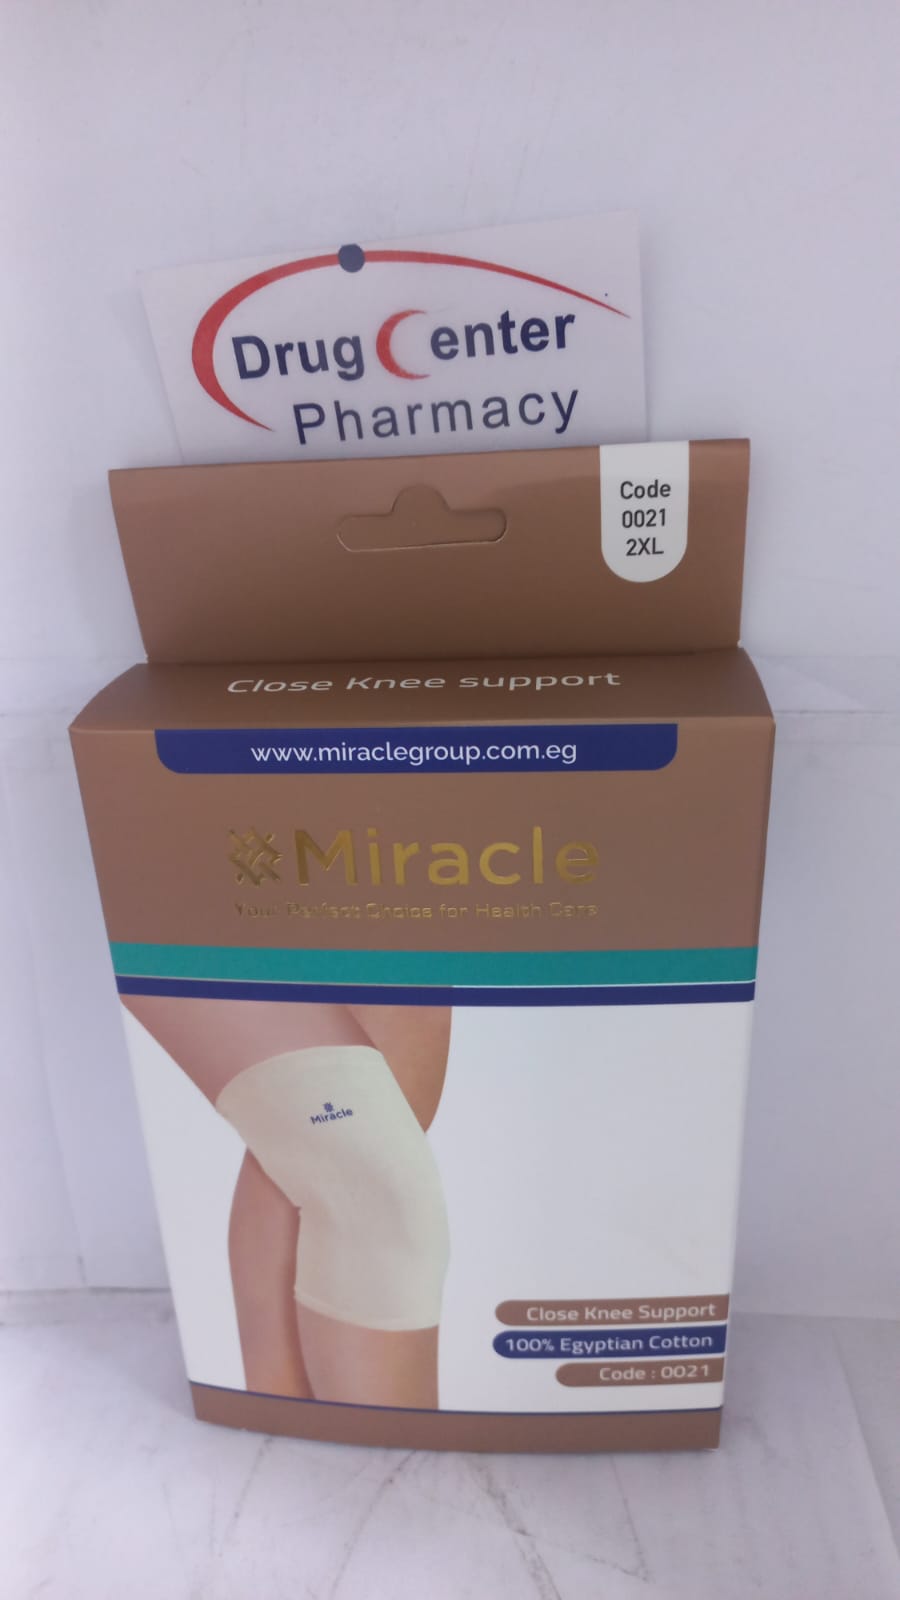 Drug Center
Pharmacy
Code
0021
2XL
Close Knee support
www.miraclegroup.com.eg
Miracle
Your Perfect Choice for Health Care
Miracle
Close Knee Support
100% Egyptian Cotton
Code : 0021